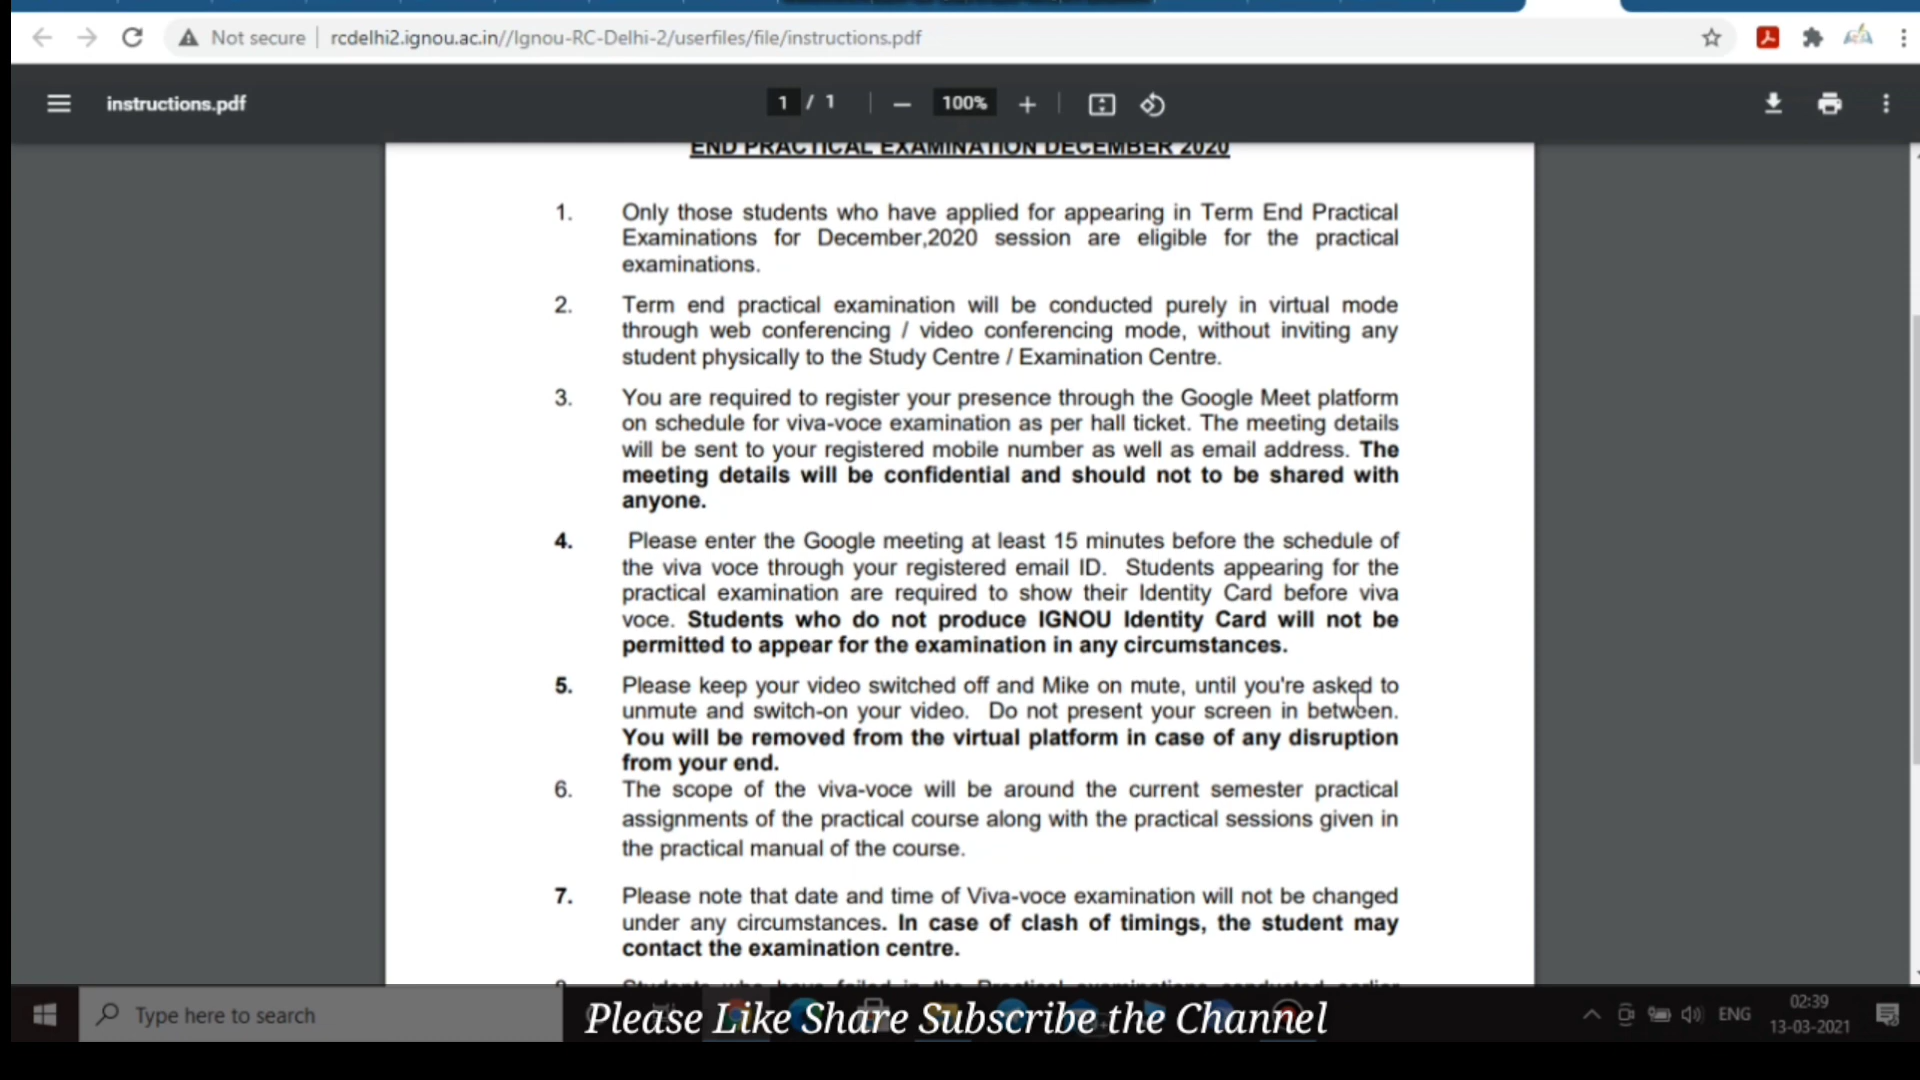 Not secure
rcdelhi2.ignou.ac.in//Ignou-RC-Delhi-2/userfiles/file/instructions.pdf
instructions.pdf
1 / 1
100%
END PRACTICAL EXAMINATION DECEMBER 2020
1. Only those students who have applied for appearing in Term End Practical
Examinations for December,2020 session are eligible for the practical
examinations.
2. Term end practical examination will be conducted purely in virtual mode
through web conferencing / video conferencing mode, without inviting any
student physically to the Study Centre / Examination Centre.
3. You are required to register your presence through the Google Meet platform
on schedule for viva-voce examination as per hall ticket. The meeting details
will be sent to your registered mobile number as well as email address. The
meeting details will be confidential and should not to be shared with
anyone.
4. Please enter the Google meeting at least 15 minutes before the schedule of
the viva voce through your registered email ID. Students appearing for the
practical examination are required to show their Identity Card before viva
voce. Students who do not produce IGNOU Identity Card will not be
permitted to appear for the examination in any circumstances.
5. Please keep your video switched off and Mike on mute, until you're asked to
unmute and switch-on your video. Do not present your screen in between.
You will be removed from the virtual platform in case of any disruption
from your end.
6. The scope of the viva-voce will be around the current semester practical
assignments of the practical course along with the practical sessions given in
the practical manual of the course.
7. Please note that date and time of Viva-voce examination will not be changed
under any circumstances. In case of clash of timings, the student may
contact the examination centre.
Students who have failed in the Practical examinations conducted earlier
Type here to search
Please Like Share Subscribe the Channel
ENG
02:39
13-03-2021